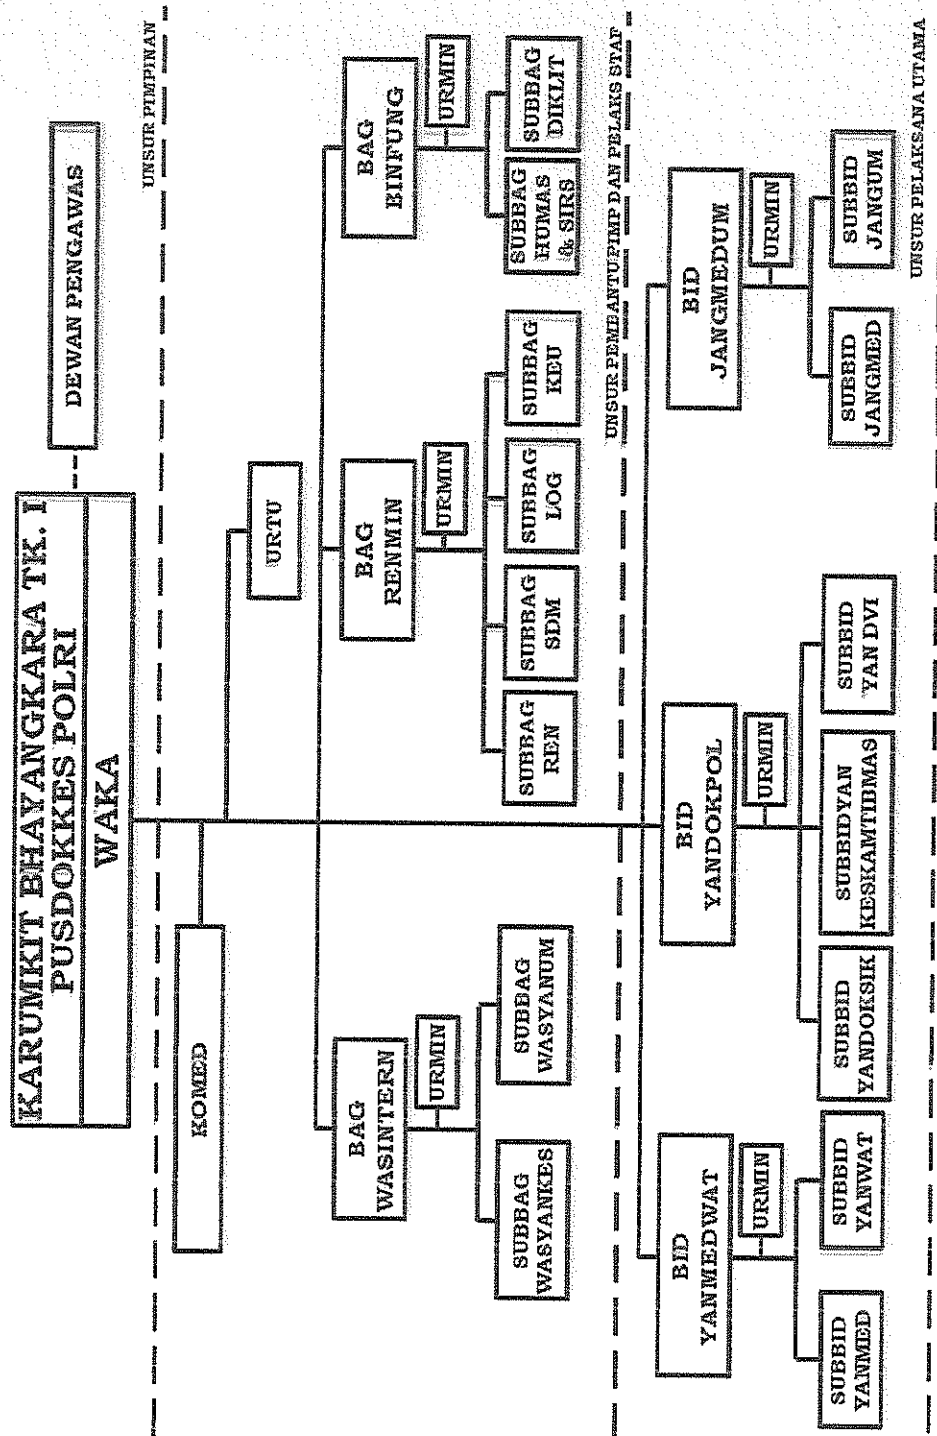 KARUMKIT BHAYANGKARA TK. I
PUSDOKKES POLRI
WAKA
DEWAN PENGAWAS
UNSUR PIMPINAN
KOMED
URTU
BAG
WASINTERN
URMIN
SUBBAG
WASYANKES
SUBBAG
WASYANUM
BAG
RENMIN
URMIN
SUBBAG
REN
SUBBAG
SDM
SUBBAG
LOG
SUBBAG
KEU
BAG
BINFUNG
URMIN
SUBBAG
HUMAS
& SIRS
SUBBAG
DIKLIT
UNSUR PEMBANTU PIMP DAN PELAKS STAF
BID
YANMEDWAT
URMIN
SUBBID
YANMED
SUBBID
YANWAT
BID
YANDOKPOL
URMIN
SUBBID
YANDOKSIK
SUBBIDYAN
KESKAMTIBMAS
SUBBID
YAN DVI
BID
JANGMEDUM
URMIN
SUBBID
JANGMED
SUBBID
JANGUM
UNSUR PELAKSANA UTAMA